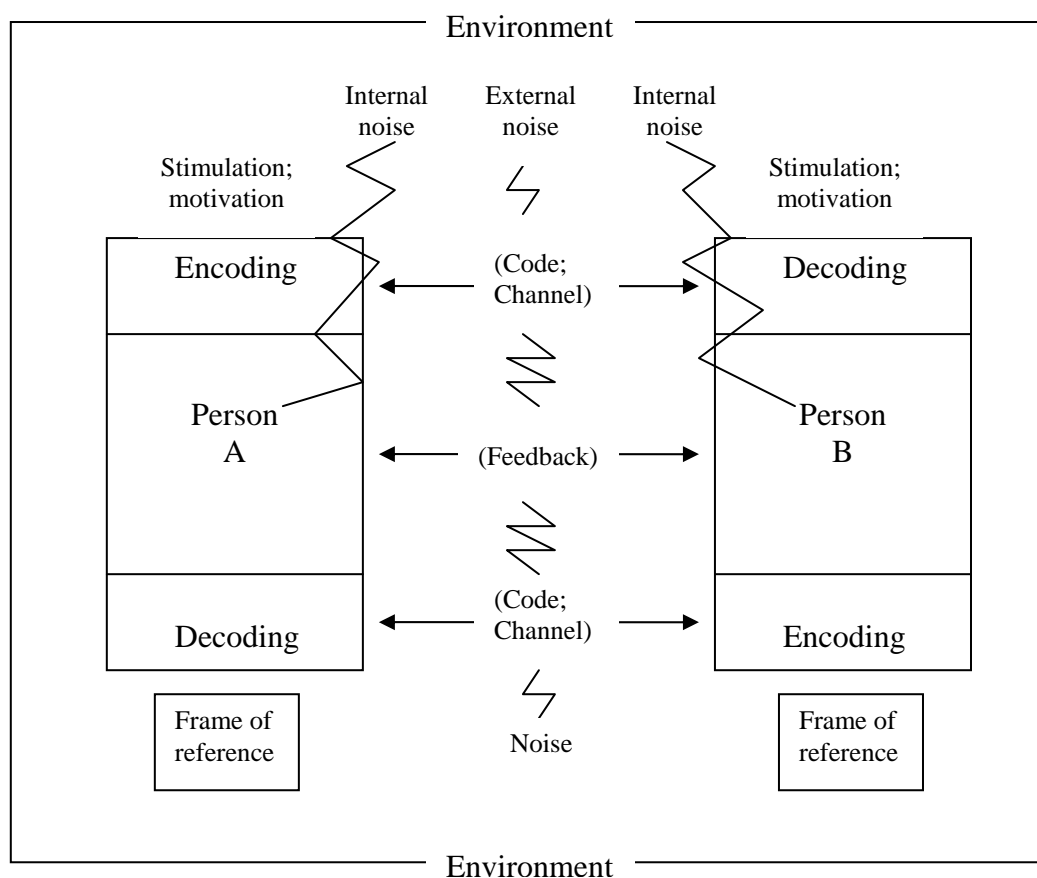 Environment
Internal
noise
External
noise
Internal
noise
Stimulation;
motivation
Stimulation;
motivation
Encoding
(Code;
Channel)
Decoding
Person
A
(Feedback)
Person
B
Decoding
(Code;
Channel)
Encoding
Frame of
reference
Noise
Frame of
reference
Environment